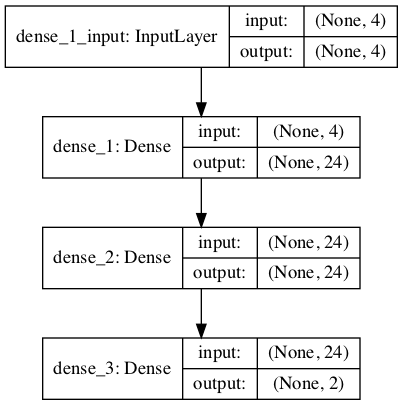 dense_1_input: InputLayer
input: (None, 4)
output: (None, 4)
dense_1: Dense
input: (None, 4)
output: (None, 24)
dense_2: Dense
input: (None, 24)
output: (None, 24)
dense_3: Dense
input: (None, 24)
output: (None, 2)